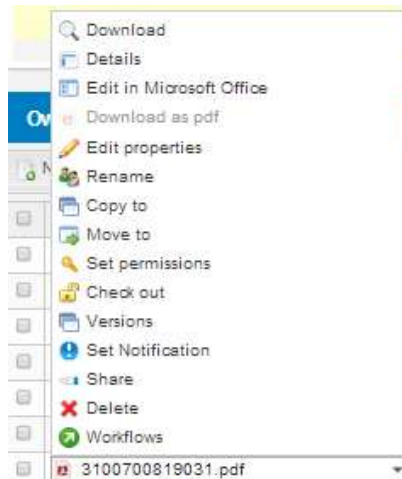 Download
Details
Edit in Microsoft Office
Download as pdf
Edit properties
Rename
Copy to
Move to
Set permissions
Check out
Versions
Set Notification
Share
Delete
Workflows
3100700819031.pdf